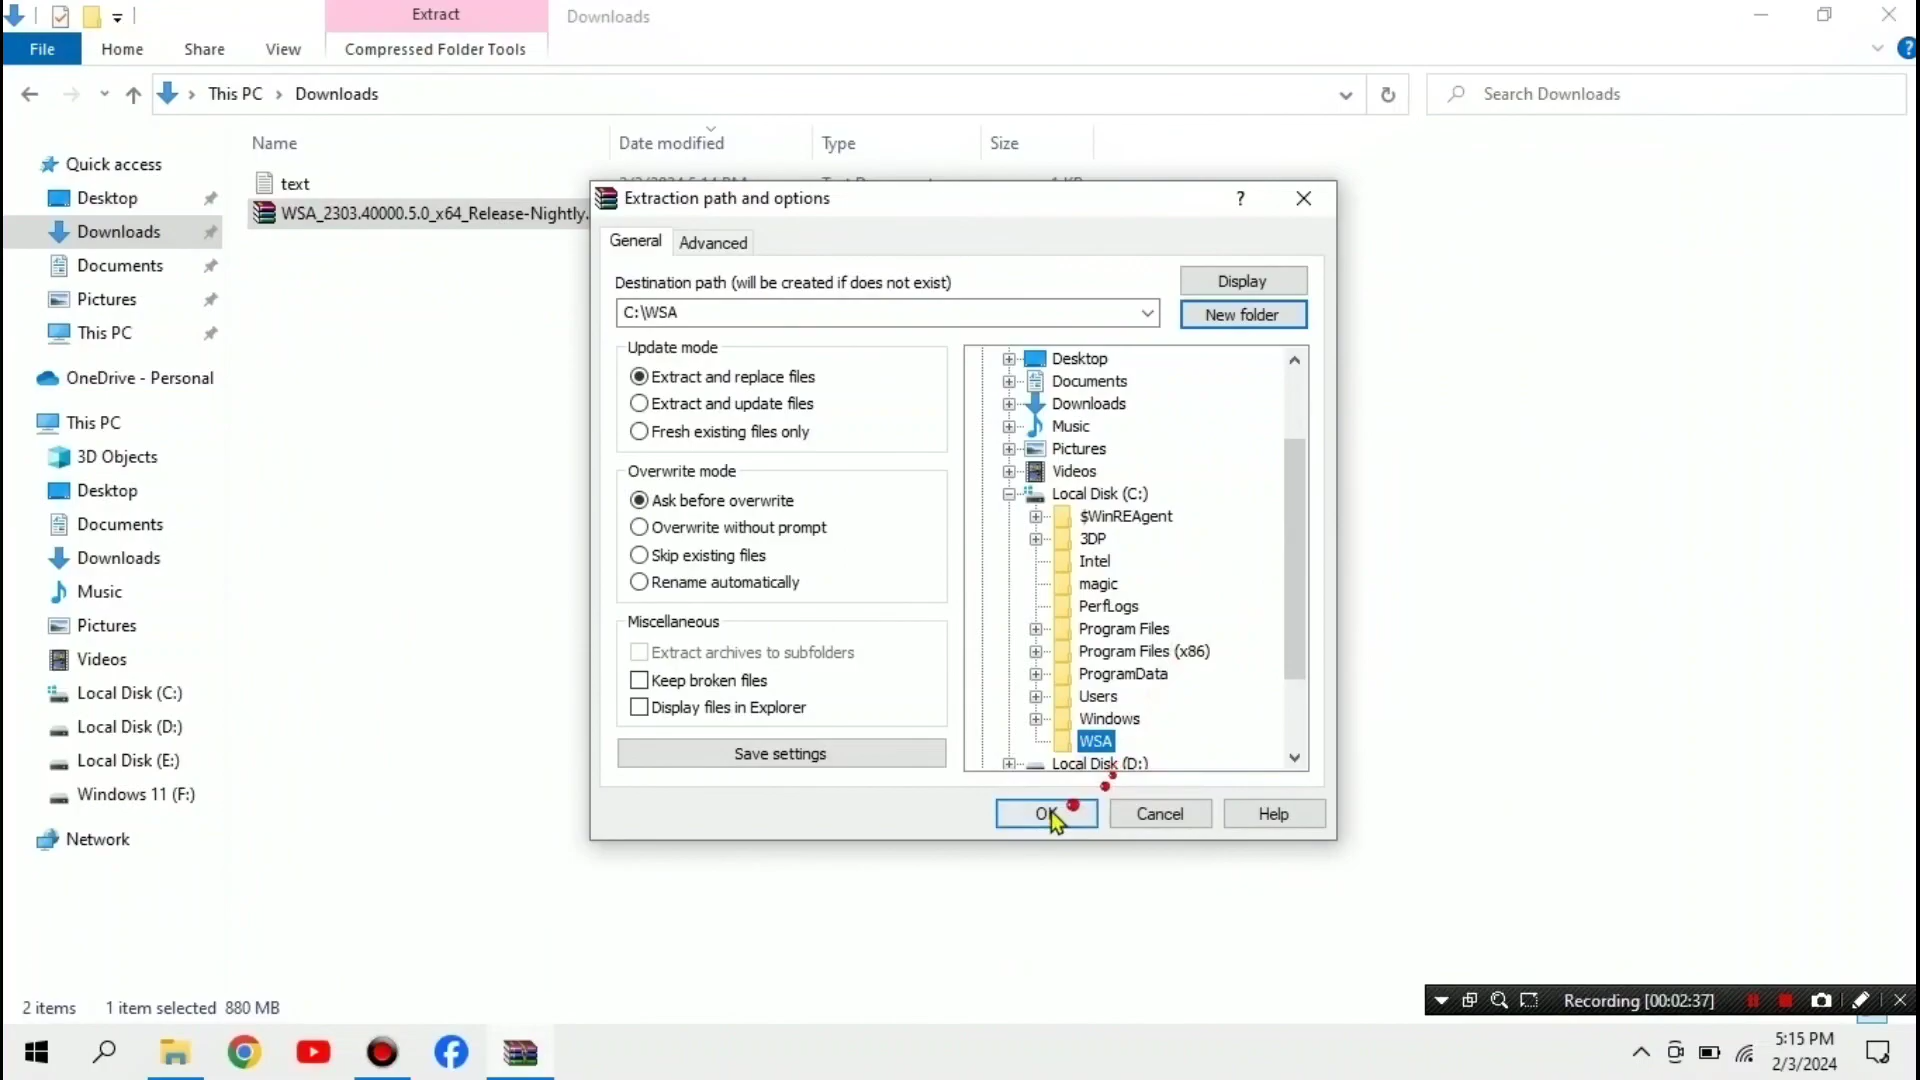 Extract
Downloads
File
Home
Share
View
Compressed Folder Tools
?
This PC
Downloads
Search Downloads
Name
Date modified
Type
Size
Quick access
Desktop
Downloads
Documents
Pictures
This PC
OneDrive - Personal
This PC
3D Objects
Desktop
Documents
Downloads
Music
Pictures
Videos
Local Disk (C:)
Local Disk (D:)
Local Disk (E:)
Windows 11 (F:)
Network
text
WSA_2303.40000.5.0_x64_Release-Nightly.
Extraction path and options
?
General
Advanced
Destination path (will be created if does not exist)
Display
C:\WSA
New folder
Update mode
Extract and replace files
Extract and update files
Fresh existing files only
Overwrite mode
Ask before overwrite
Overwrite without prompt
Skip existing files
Rename automatically
Miscellaneous
Extract archives to subfolders
Keep broken files
Display files in Explorer
Save settings
Desktop
Documents
Downloads
Music
Pictures
Videos
Local Disk (C:)
$WinREAgent
3DP
Intel
magic
PerfLogs
Program Files
Program Files (x86)
ProgramData
Users
Windows
WSA
Local Disk (D:)
OK
Cancel
Help
2 items
1 item selected 880 MB
Recording [00:02:37]
5:15 PM
2/3/2024